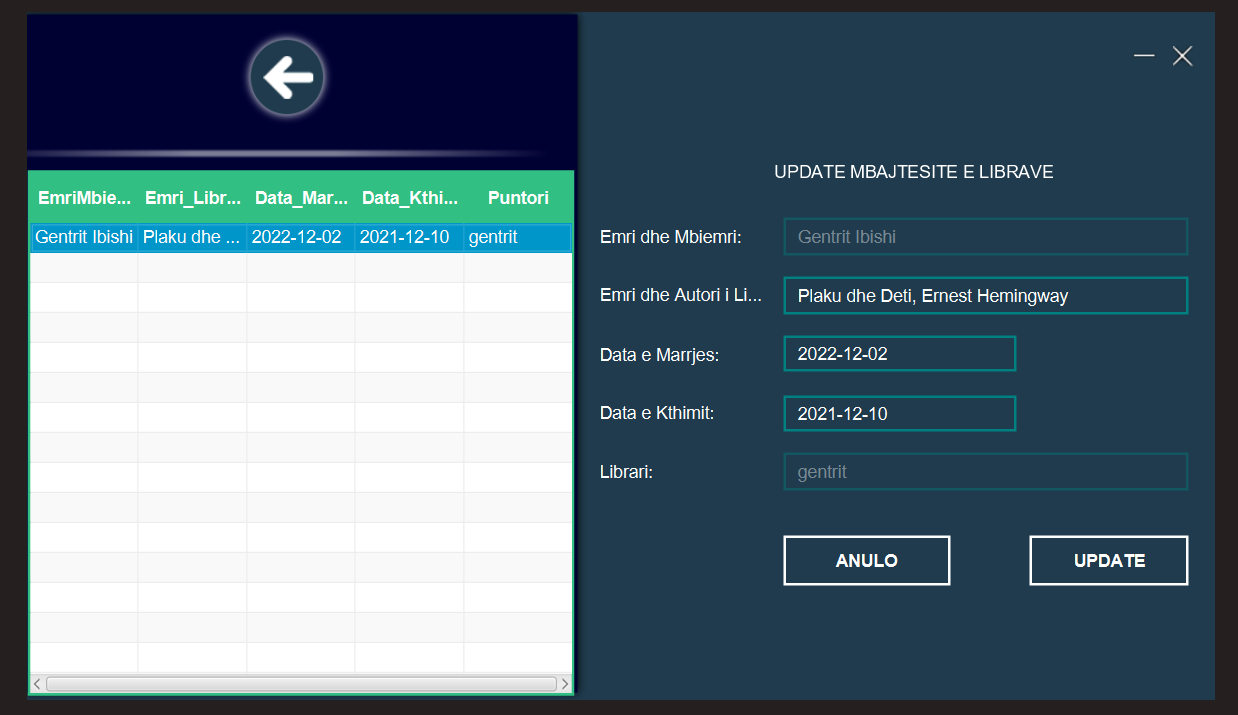 EmriMbie... Emri_Libr... Data_Mar... Data_Kthi... Puntori
Gentrit Ibishi Plaku dhe ... 2022-12-02 2021-12-10 gentrit
UPDATE MBAJTESITE E LIBRAVE
Emri dhe Mbiemri: Gentrit Ibishi
Emri dhe Autori i Li... Plaku dhe Deti, Ernest Hemingway
Data e Marrjes: 2022-12-02
Data e Kthimit: 2021-12-10
Librari: gentrit
ANULO UPDATE